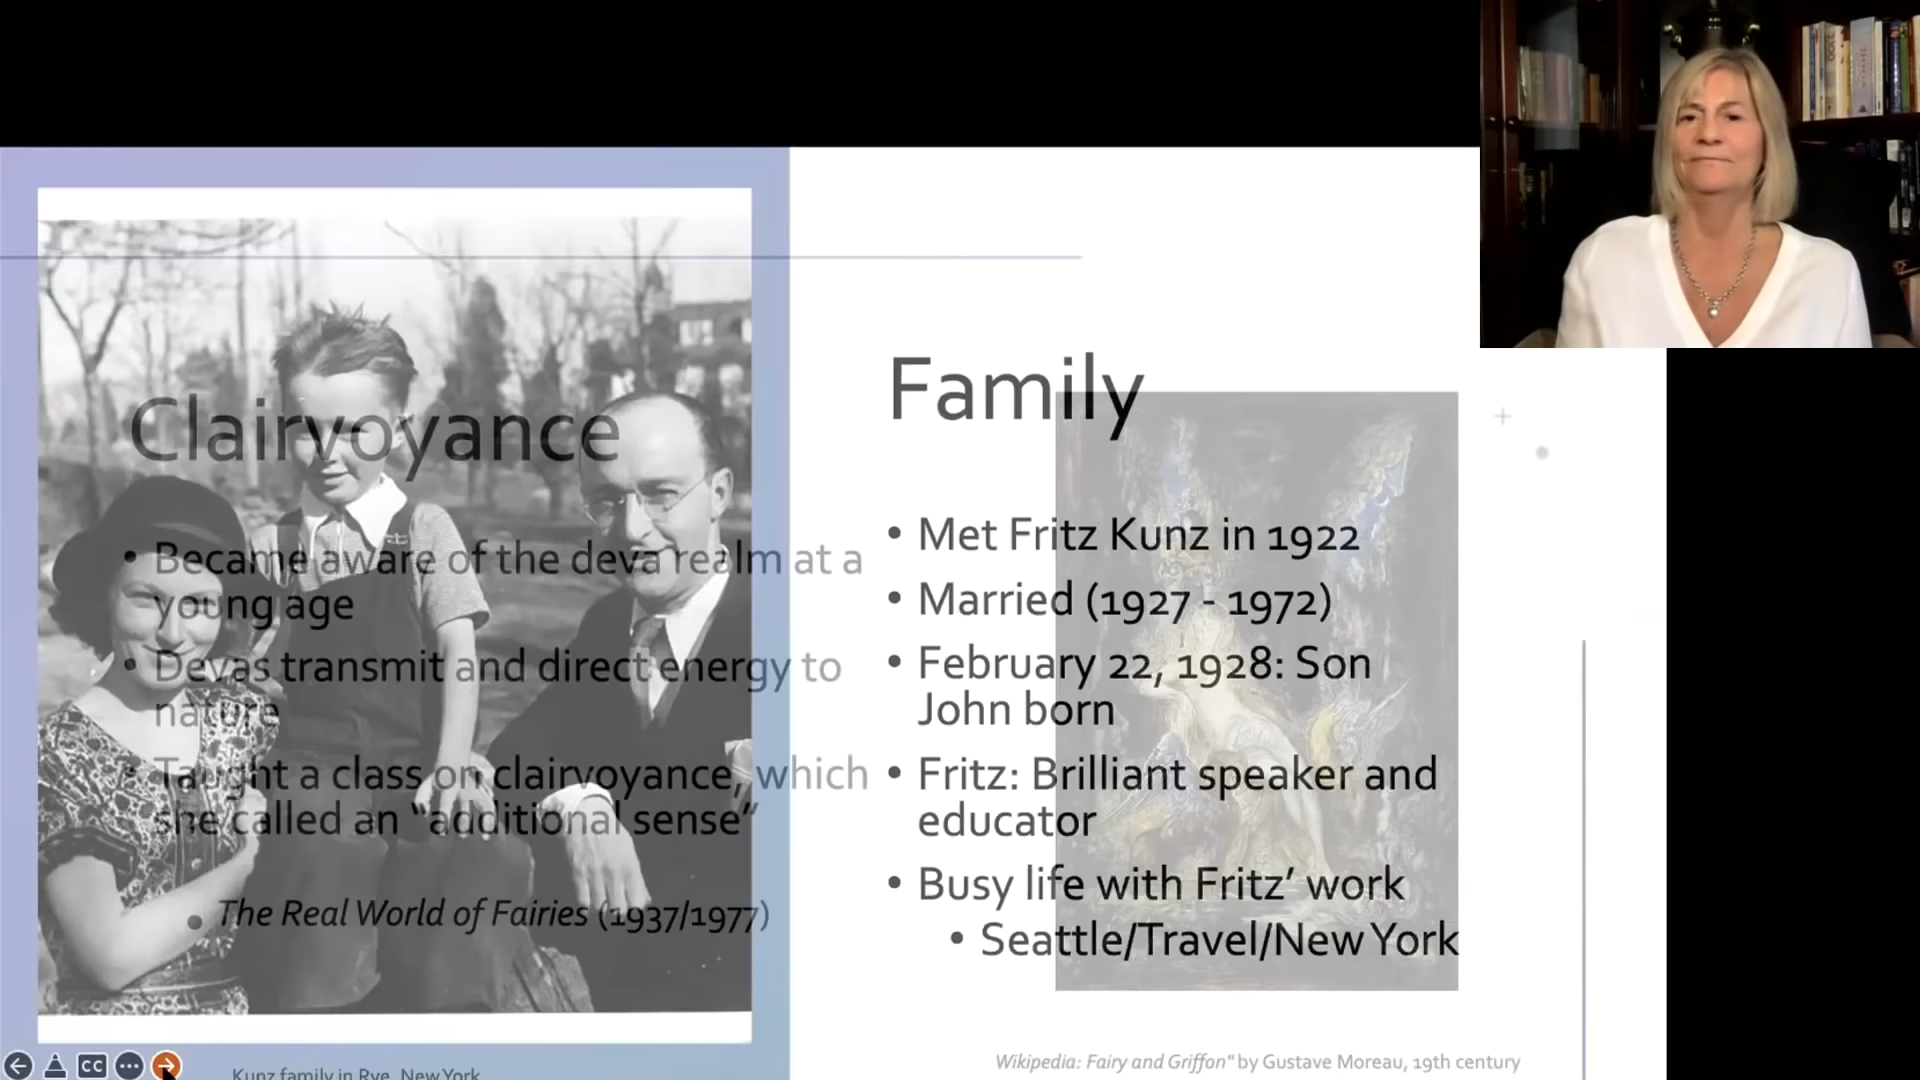 Clairvoyance
• Became aware of the deva realm at a
young age
• Devas transmit and direct energy to
nature
• Taught a class on clairvoyance, which
she called an “additional sense”
• The Real World of Fairies (1937/1977)
Family
• Met Fritz Kunz in 1922
• Married (1927 - 1972)
• February 22, 1928: Son
John born
• Fritz: Brilliant speaker and
educator
• Busy life with Fritz’ work
• Seattle/Travel/New York
Wikipedia: Fairy and Griffon" by Gustave Moreau, 19th century
CC
Kunz family in Rye, New York